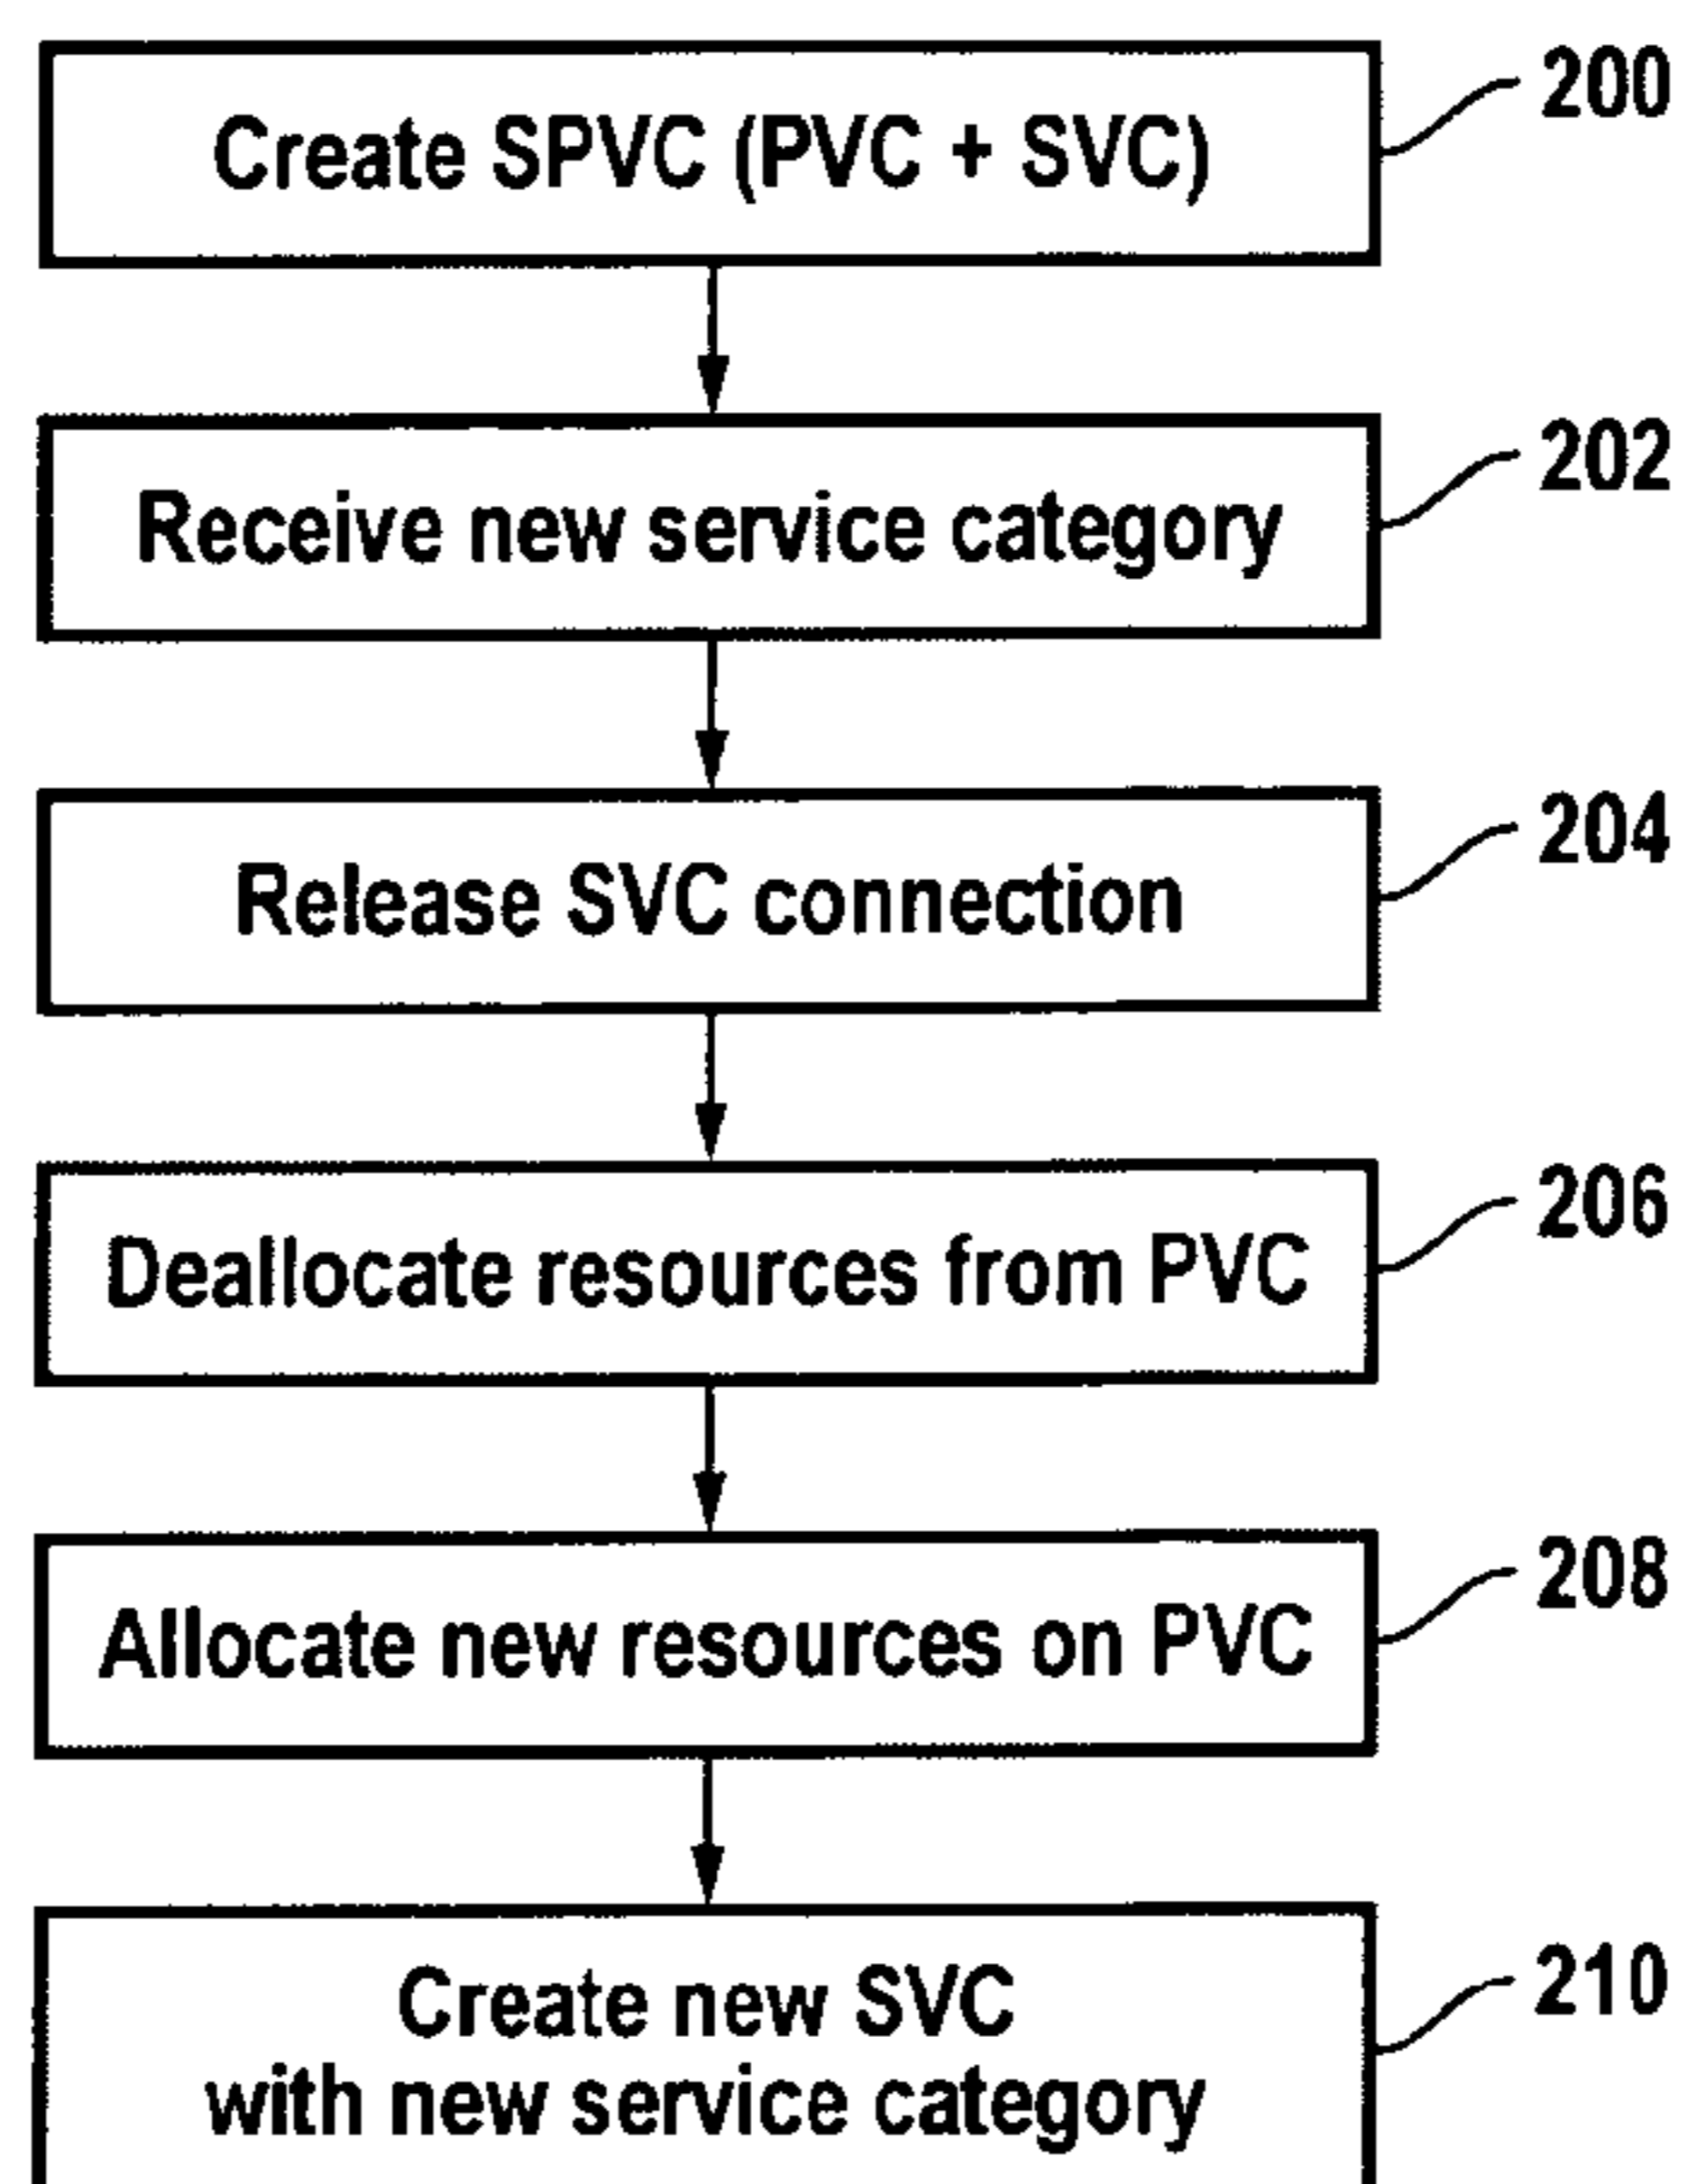 Create SPVC (PVC + SVC)
200
Receive new service category
202
Release SVC connection
204
Deallocate resources from PVC
206
Allocate new resources on PVC
208
Create new SVC
with new service category
210